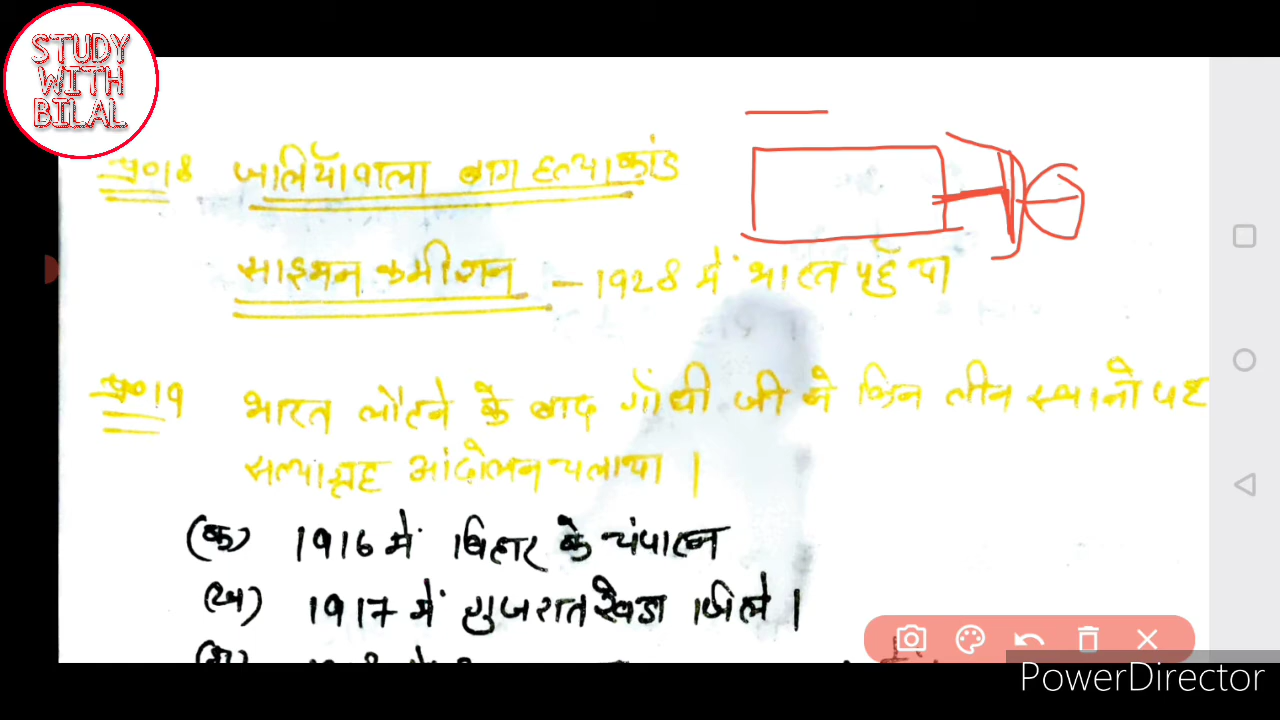 STUDY
WITH
BILAL
प्र०18 जलियाँवाला बाग हत्याकांड
साइमन कमीशन – 1928 में भारत पहुँचा
प्र०19 भारत लौटने के बाद गाँधी जी ने किन तीन स्थानों पर
सत्याग्रह आंदोलन चलाया ।
(क) 1916 में बिहार के चंपारन
(ख) 1917 में गुजरात खेडा जिले ।
PowerDirector